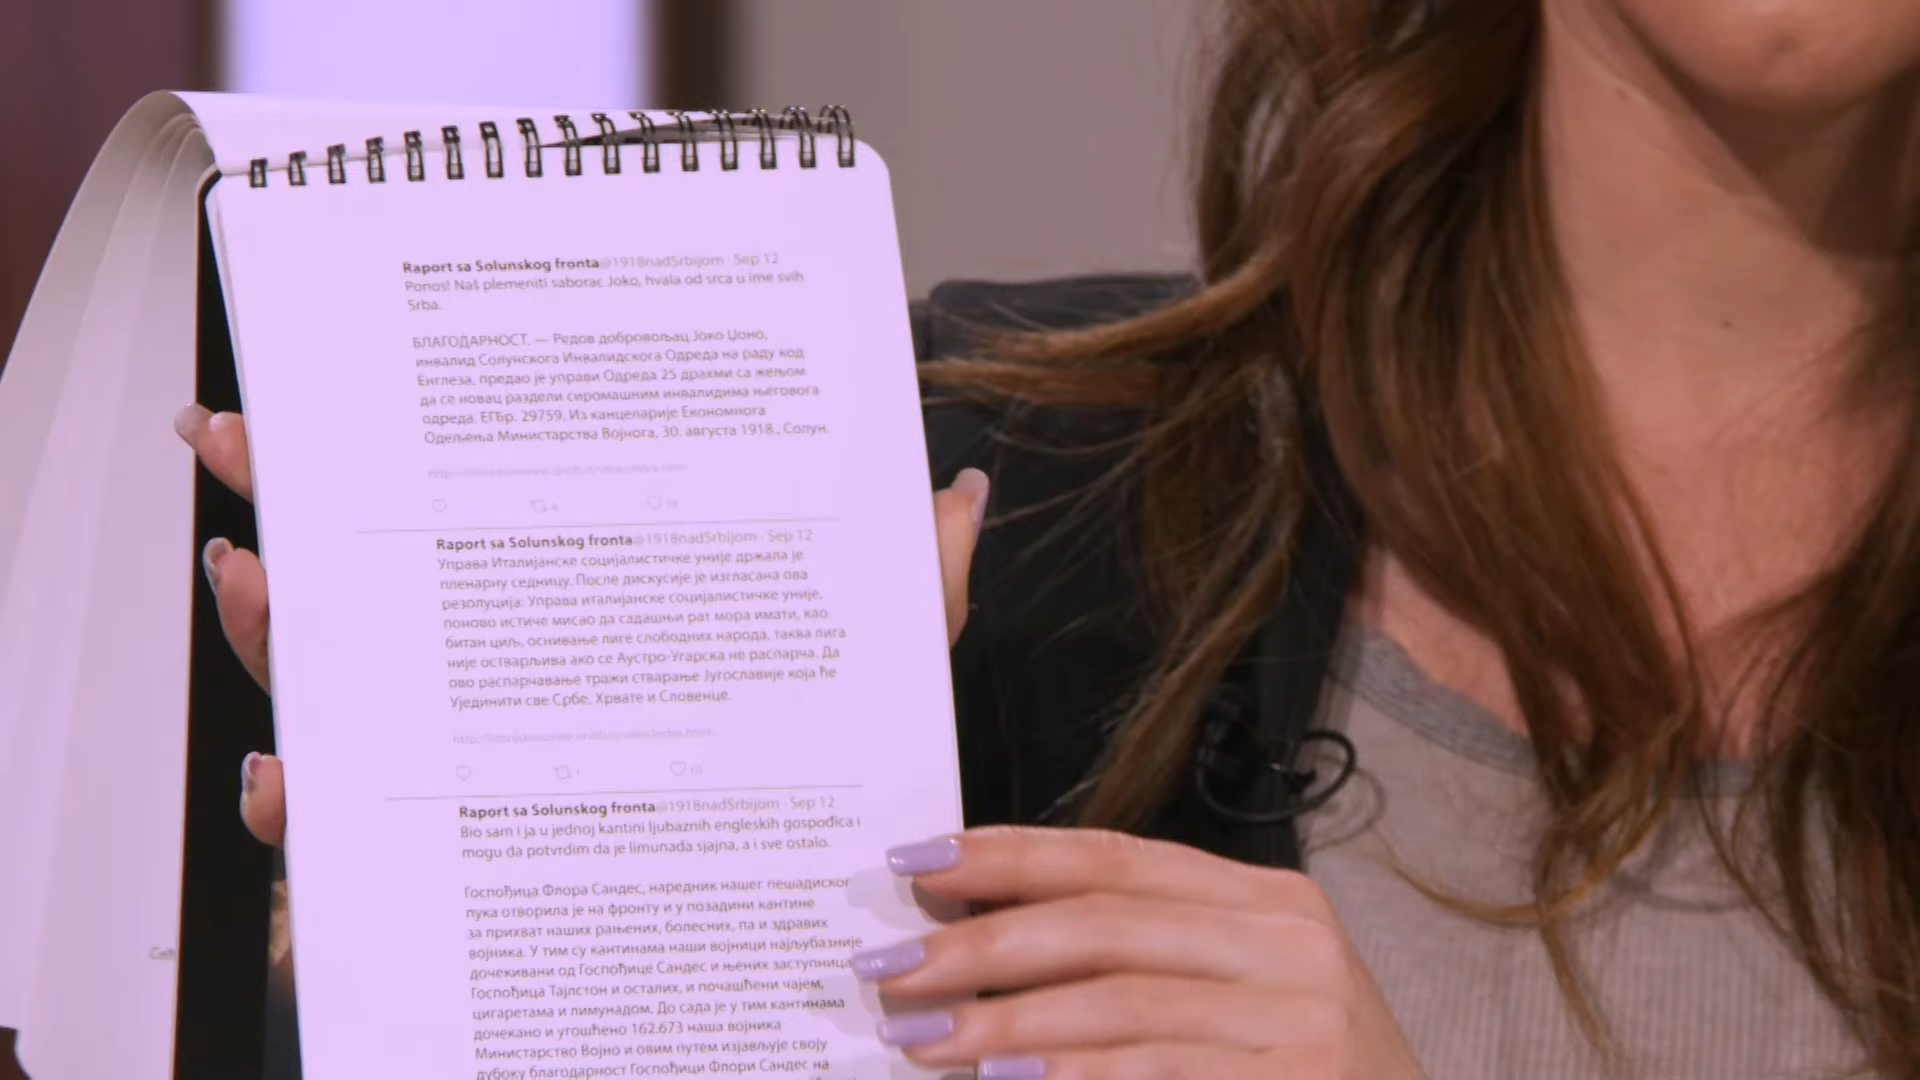 Raport sa Solunskog fronta@1918nadSrbijom · Sep 12
Ponos! Naš plemeniti saborac Joko, hvala od srca u ime svih
Srba.
БЛАГОДАРНОСТ. — Редов добровољац Јоко Џоно,
инвалид Солунскога Инвалидскога Одреда на раду код
Енглеза, предао је управи Одреда 25 драхми са жељом
да се новац раздели сиромашним инвалидима његовога
одреда. ЕГБр. 29759. Из канцеларије Економнога
Одељења Министарства Војнога, 30. августа 1918., Солун.
Raport sa Solunskog fronta@1918nadSrbijom · Sep 12
Управа Италијанске социјалистичке уније држала је
пленарну седницу. После дискусије је изгласана ова
резолуција: Управа италијанске социјалистичке уније,
поново истиче мисао да садашњи рат мора имати, као
битан циљ, оснивање лиге слободних народа, таква лига
није остварљива ако се Аустро-Угарска не распарча. Да
ово распарчавање тражи стварање Југославије која ће
Ујединити све Србе, Хрвате и Словенце.
1
Raport sa Solunskog fronta@1918nadSrbijom · Sep 12
Bio sam i ja u jednoj kantini ljubaznih engleskih gospođica i
mogu da potvrdim da je limunada sjajna, a i sve ostalo.
Госпођица Флора Сандес, наредник нашег пешадиског
пука отворила је на фронту и у позадини кантине
за прихват наших рањених, болесних, па и здравих
војника. У тим су кантинама наши војници најљубазније
дочекивани од Госпођице Сандес и њених заступница
Госпођица Тајлстон и осталих, и почашћени чајем,
цигаретама и лимунадом. До сада је у тим кантинама
дочекано и угошћено 162.673 наша војника
Министарство Војно и овим путем изјављује своју
дубоку благодарност Госпођици Флори Сандес на